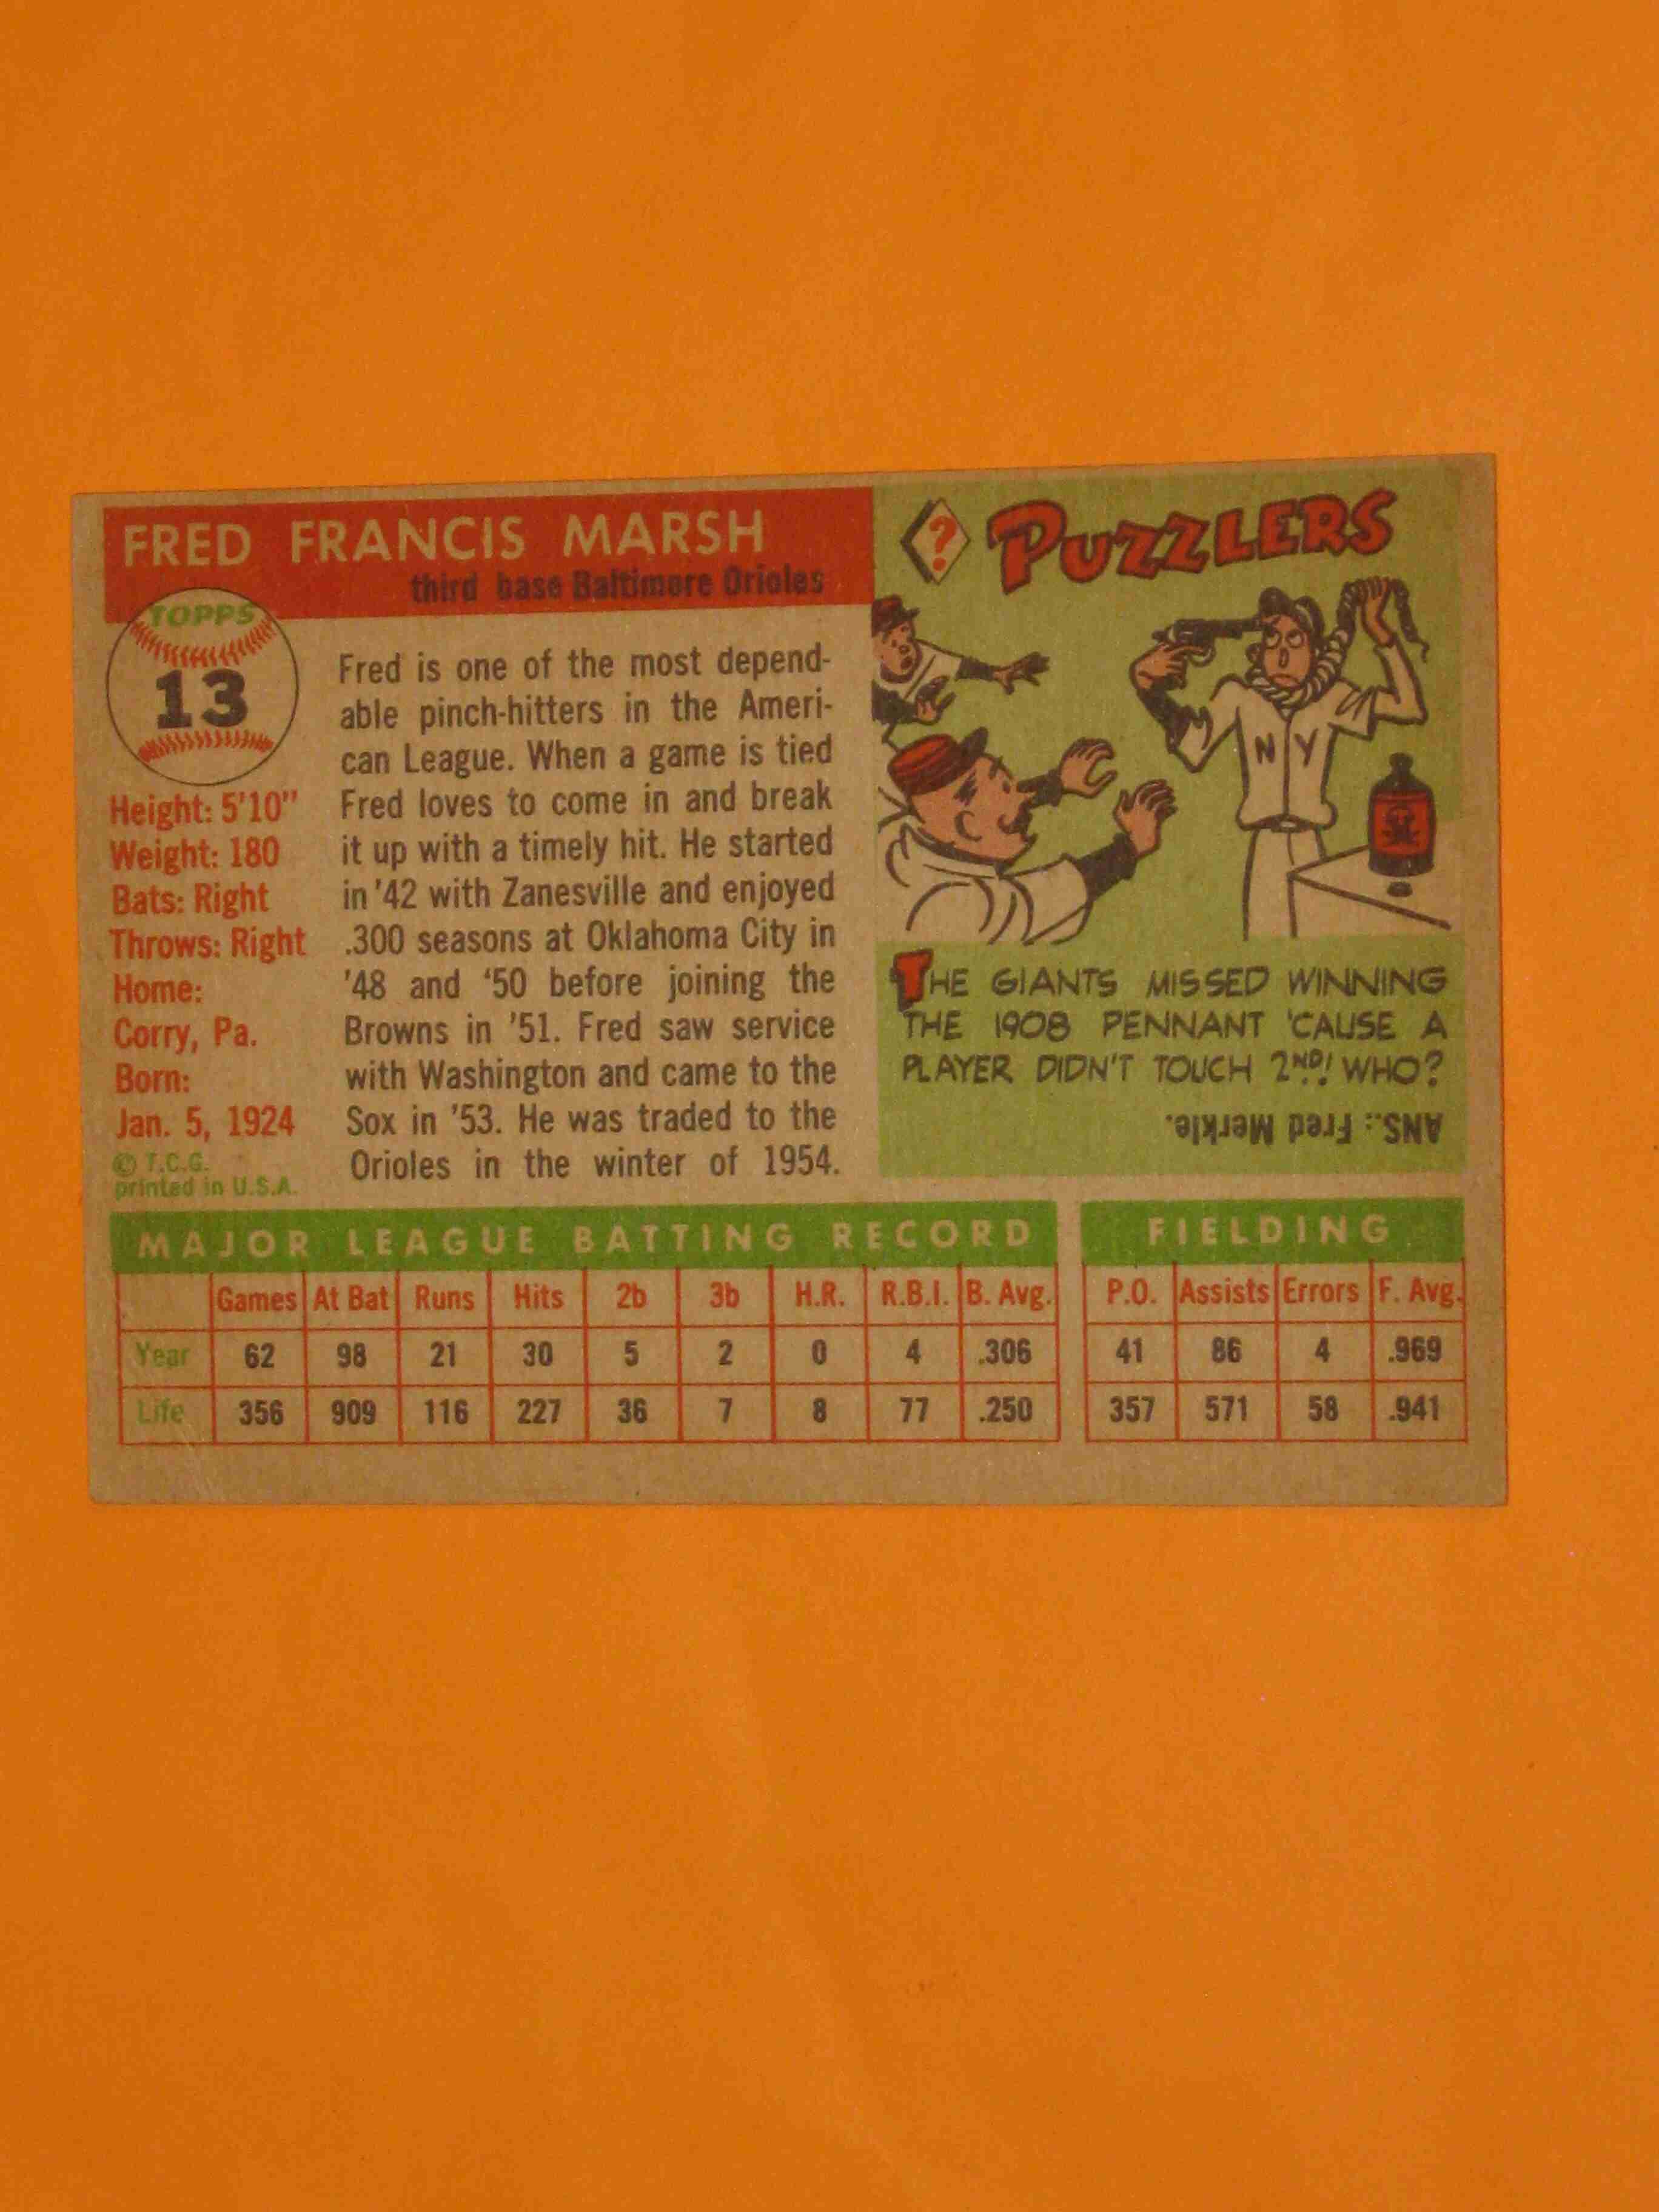 FRED FRANCIS MARSH
third base Baltimore Orioles
TOPPS
13
Height: 5'10"
Weight: 180
Bats: Right
Throws: Right
Home:
Corry, Pa.
Born:
Jan. 5, 1924
© T.C.G.
printed in U.S.A.
Fred is one of the most depend-
able pinch-hitters in the Ameri-
can League. When a game is tied
Fred loves to come in and break
it up with a timely hit. He started
in '42 with Zanesville and enjoyed
.300 seasons at Oklahoma City in
'48 and '50 before joining the
Browns in '51. Fred saw service
with Washington and came to the
Sox in '53. He was traded to the
Orioles in the winter of 1954.
? PUZZLERS
N Y
THE GIANTS MISSED WINNING
THE 1908 PENNANT 'CAUSE A
PLAYER DIDN'T TOUCH 2ND! WHO?
ANS.: Fred Merkle.
MAJOR LEAGUE BATTING RECORD
Games At Bat Runs Hits 2b 3b H.R. R.B.I. B. Avg.
Year 62 98 21 30 5 2 0 4 .306
Life 356 909 116 227 36 7 8 77 .250
FIELDING
P.O. Assists Errors F. Avg.
41 86 4 .969
357 571 58 .941